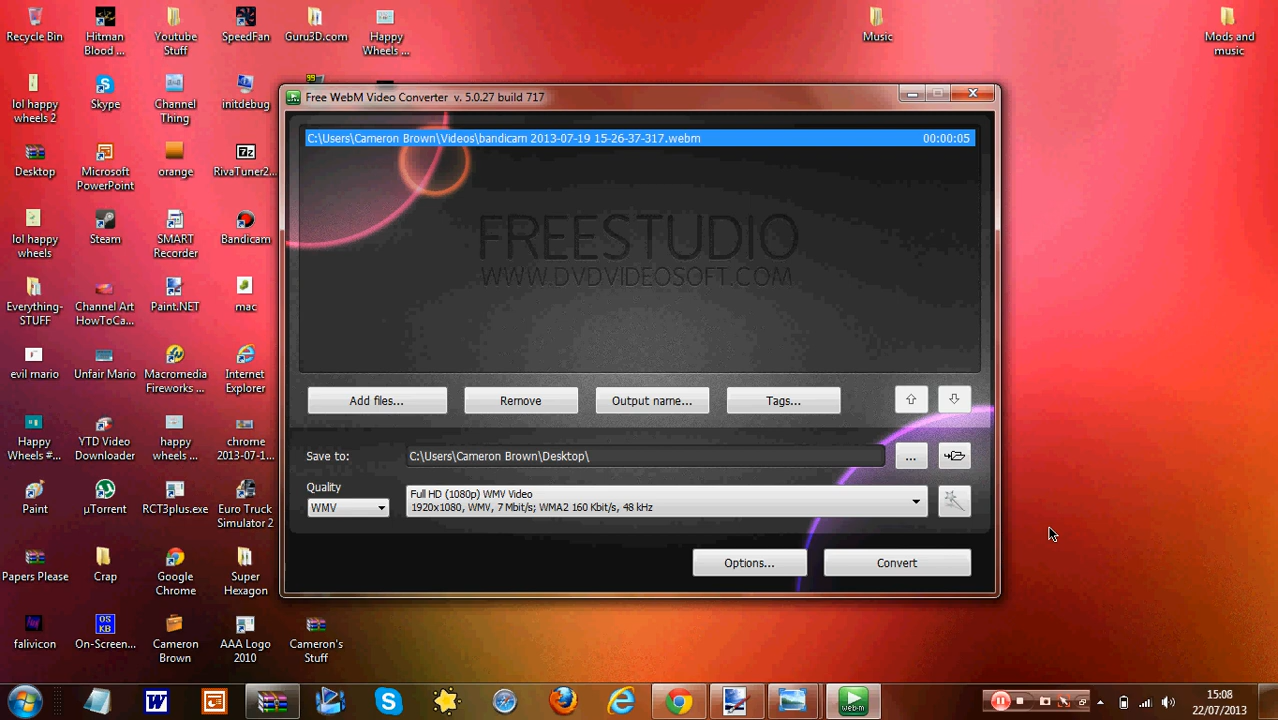 Recycle Bin
Hitman
Blood ...
Youtube
Stuff
SpeedFan
Guru3D.com
Happy
Wheels ...
Music
Mods and
music
lol happy
wheels 2
Skype
Channel
Thing
initdebug
99
Free WebM Video Converter v. 5.0.27 build 717
C:\Users\Cameron Brown\Videos\bandicam 2013-07-19 15-26-37-317.webm
00:00:05
Desktop
Microsoft
PowerPoint
orange
7z
RivaTuner2...
FREESTUDIO
WWW.DVDVIDEOSOFT.COM
lol happy
wheels
Steam
SMART
Recorder
Bandicam
Everything-
STUFF
Channel Art
HowToCa...
Paint.NET
mac
evil mario
Unfair Mario
Macromedia
Fireworks ...
Internet
Explorer
Add files...
Remove
Output name...
Tags...
Happy
Wheels #...
YTD Video
Downloader
happy
wheels ...
chrome
2013-07-1...
Save to:
C:\Users\Cameron Brown\Desktop\
...
Quality
WMV
Full HD (1080p) WMV Video
1920x1080, WMV, 7 Mbit/s; WMA2 160 Kbit/s, 48 kHz
Paint
µTorrent
RCT3plus.exe
Euro Truck
Simulator 2
Options...
Convert
Papers Please
Crap
Google
Chrome
Super
Hexagon
OS
KB
falivicon
On-Screen...
Cameron
Brown
AAA Logo
2010
Cameron's
Stuff
W
web-m
15:08
22/07/2013